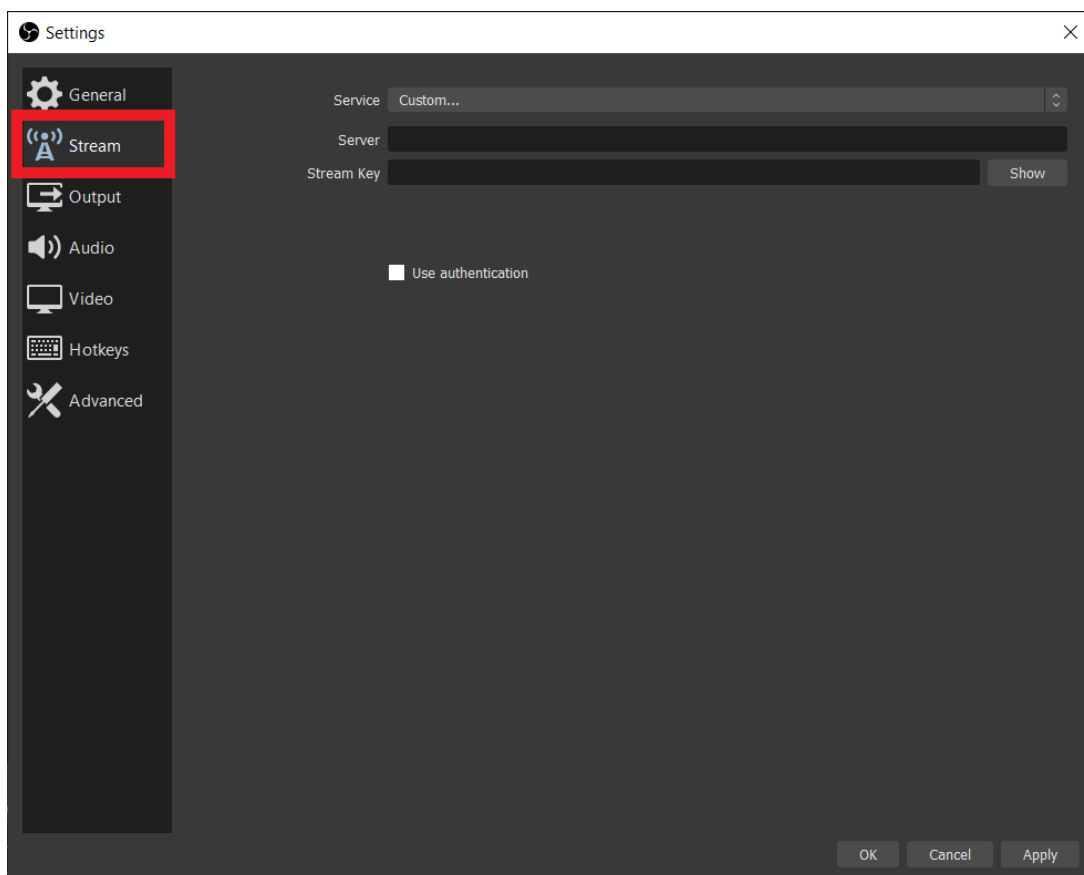 Settings
General
Stream
Output
Audio
Video
Hotkeys
Advanced
Service Custom...
Server
Stream Key Show
Use authentication
OK Cancel Apply